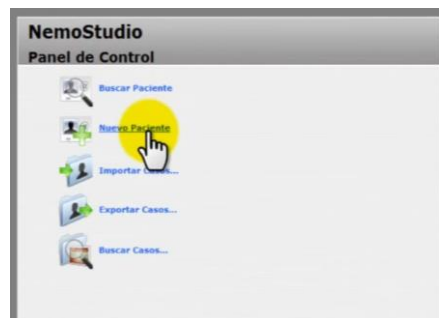 NemoStudio
Panel de Control
Buscar Paciente
Nuevo Paciente
Importar Casos...
Exportar Casos...
Buscar Casos...